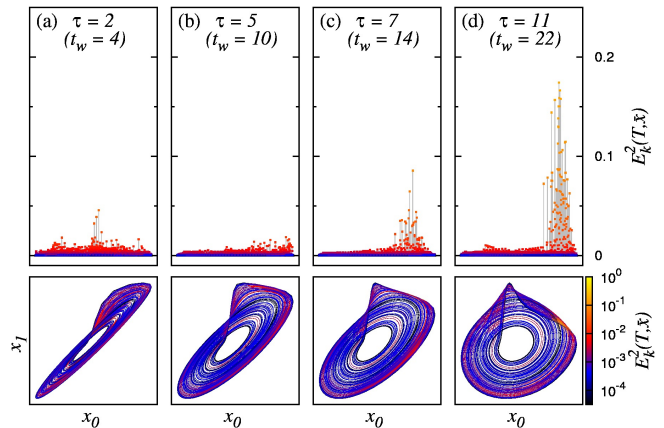 (a) τ = 2
(t_w = 4)
(b) τ = 5
(t_w = 10)
(c) τ = 7
(t_w = 14)
(d) τ = 11
(t_w = 22)
0.2
0.1
0
E_k^2(T,x̄)
x_1
x_0
x_0
x_0
x_0
10^0
10^-1
10^-2
10^-3
10^-4
E_k^2(T,x̄)